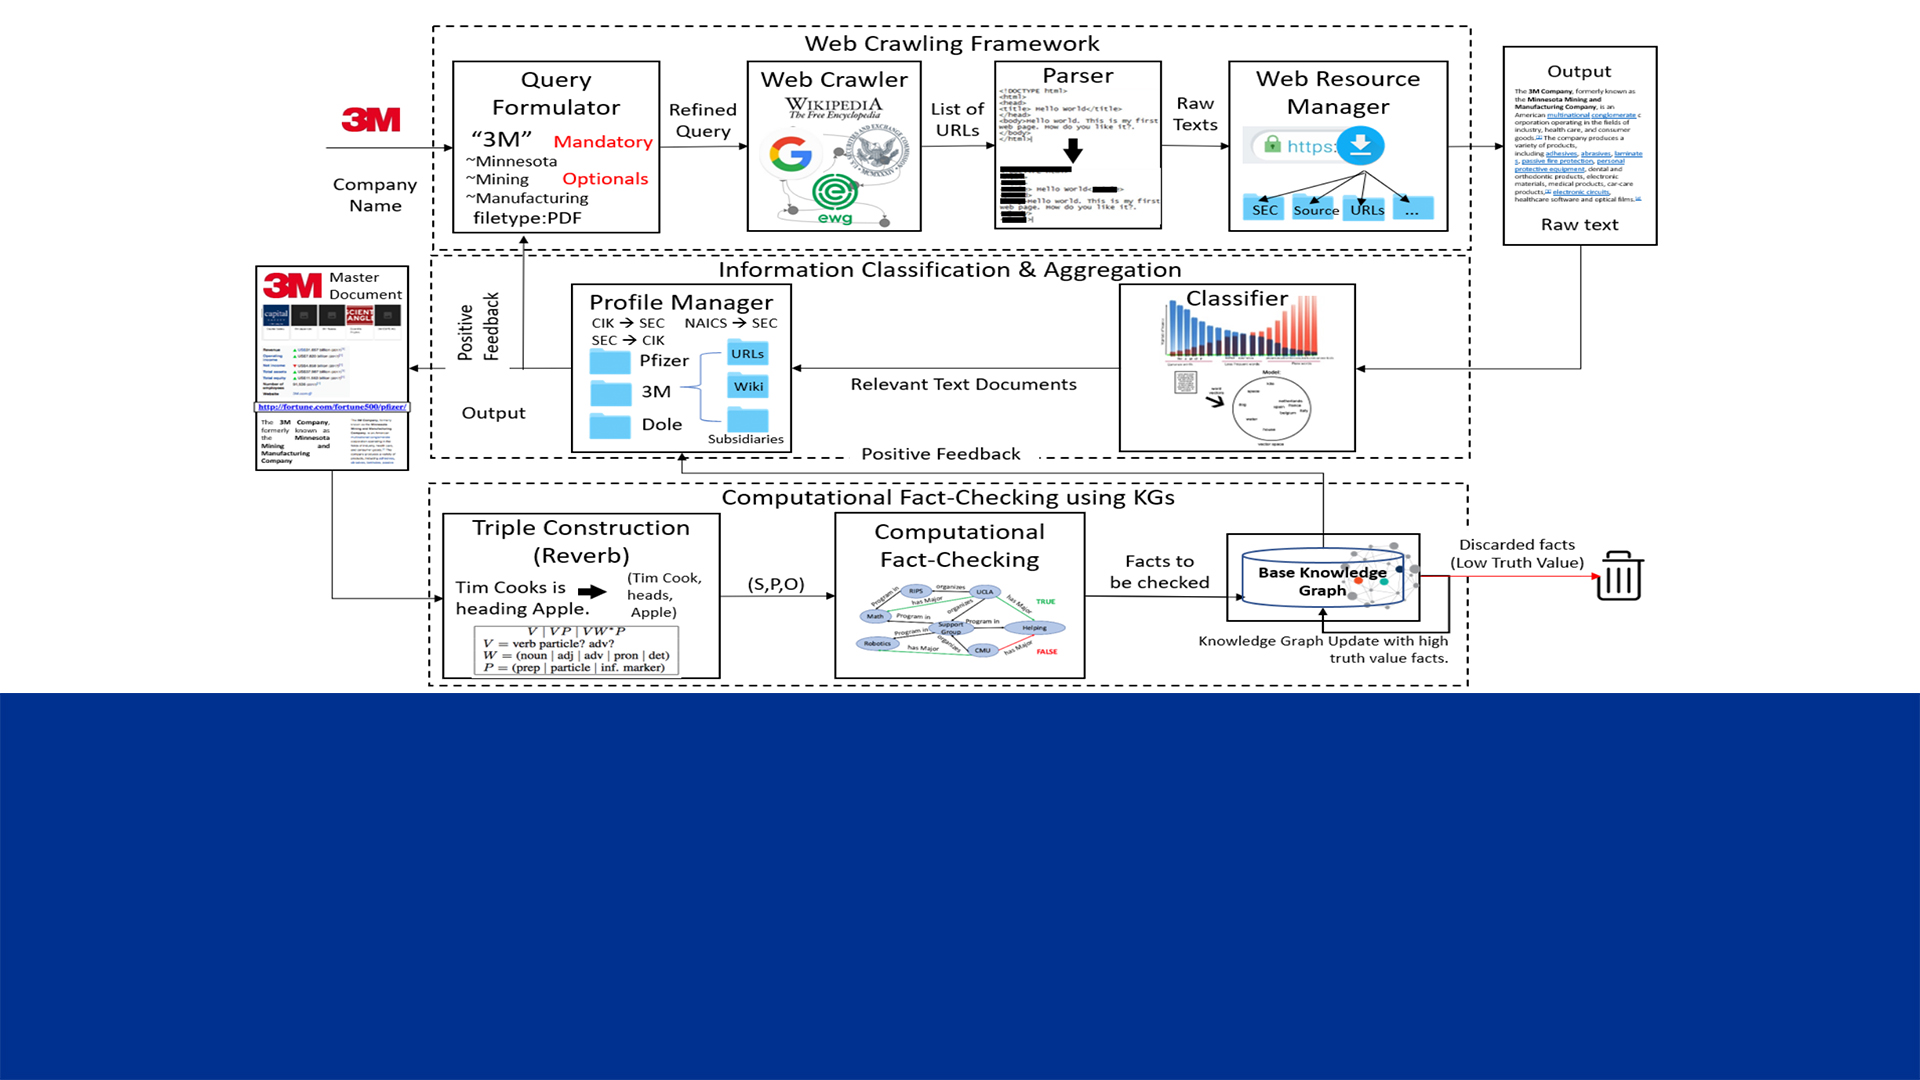 Web Crawling Framework
3M
Company
Name
Query
Formulator
“3M” Mandatory
~Minnesota
~Mining Optionals
~Manufacturing
filetype:PDF
Refined
Query
Web Crawler
WIKIPEDIA
The Free Encyclopedia
G
ewg
List of
URLs
Parser
<!DOCTYPE html>
<html>
<head>
<title> Hello World</title>
</head>
<body>Hello world. This is my first
web page. How do you like it?.
</body>
</html>
> Hello World<
Hello world. This is my first
web page. How do you like it?.
Raw
Texts
Web Resource
Manager
https:
SEC Source URLs ...
Output
The 3M Company, formerly known as
the Minnesota Mining and
Manufacturing Company, is an
American multinational conglomerate c
orporation operating in the fields of
industry, health care, and consumer
goods. The company produces a
variety of products,
including adhesives, abrasives, laminate
s, passive fire protection, personal
protective equipment, dental and
orthodontic products, electronic
materials, medical products, car-care
products, electronic circuits,
healthcare software and optical films.
Raw text
Information Classification & Aggregation
3M Master
Document
capital
http://fortune.com/fortune500/pfizer/
The 3M Company,
formerly known as
the Minnesota
Mining and
Manufacturing
Company
Positive
Feedback
Output
Profile Manager
CIK → SEC NAICS → SEC
SEC → CIK
Pfizer
3M
Dole
URLs
Wiki
Subsidiaries
Relevant Text Documents
Classifier
Model:
Positive Feedback
Computational Fact-Checking using KGs
Triple Construction
(Reverb)
Tim Cooks is
heading Apple.
(Tim Cook,
heads,
Apple)
V | VP | VW*P
V = verb particle? adv?
W = (noun | adj | adv | pron | det)
P = (prep | particle | inf. marker)
(S,P,O)
Computational
Fact-Checking
RIPS organizes UCLA
Program in
has Major
organizes
has Major
TRUE
Math Program in
Support
Group
Program in
Helping
Program in
Robotics
has Major
organizes
CMU
has Major
FALSE
Facts to
be checked
Base Knowledge
Graph
Discarded facts
(Low Truth Value)
Knowledge Graph Update with high
truth value facts.